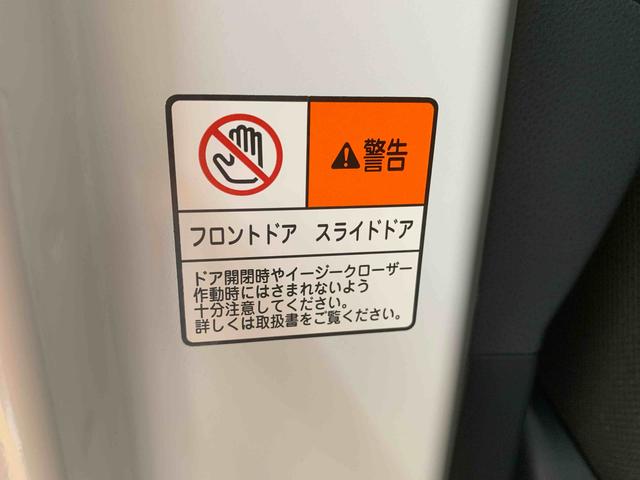 ⚠警告
フロントドア スライドドア
ドア開閉時やイージークローザー
作動時にはさまれないよう
十分注意してください。
詳しくは取扱書をご覧ください。